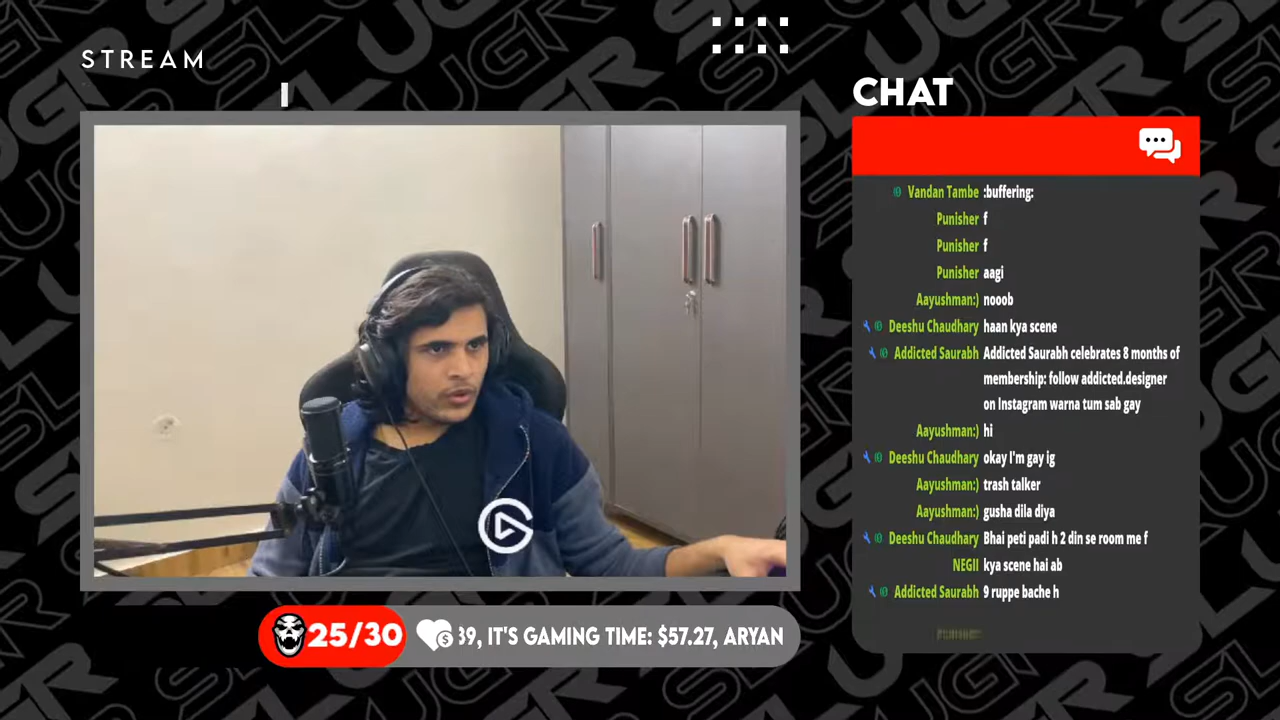 STREAM
CHAT
Vandan Tambe :buffering:
Punisher f
Punisher f
Punisher aagi
Aayushman:) nooob
Deeshu Chaudhary haan kya scene
Addicted Saurabh Addicted Saurabh celebrates 8 months of
membership: follow addicted.designer
on Instagram warna tum sab gay
Aayushman:) hi
Deeshu Chaudhary okay I'm gay ig
Aayushman:) trash talker
Aayushman:) gusha dila diya
Deeshu Chaudhary Bhai peti padi h 2 din se room me f
NEGII kya scene hai ab
Addicted Saurabh 9 ruppe bache h
25/30
39, IT'S GAMING TIME: $57.27, ARYAN